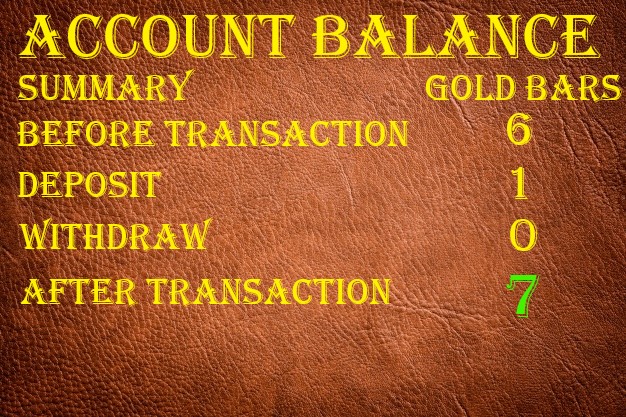 ACCOUNT BALANCE
SUMMARY GOLD BARS
BEFORE TRANSACTION 6
DEPOSIT 1
WITHDRAW 0
AFTER TRANSACTION 7